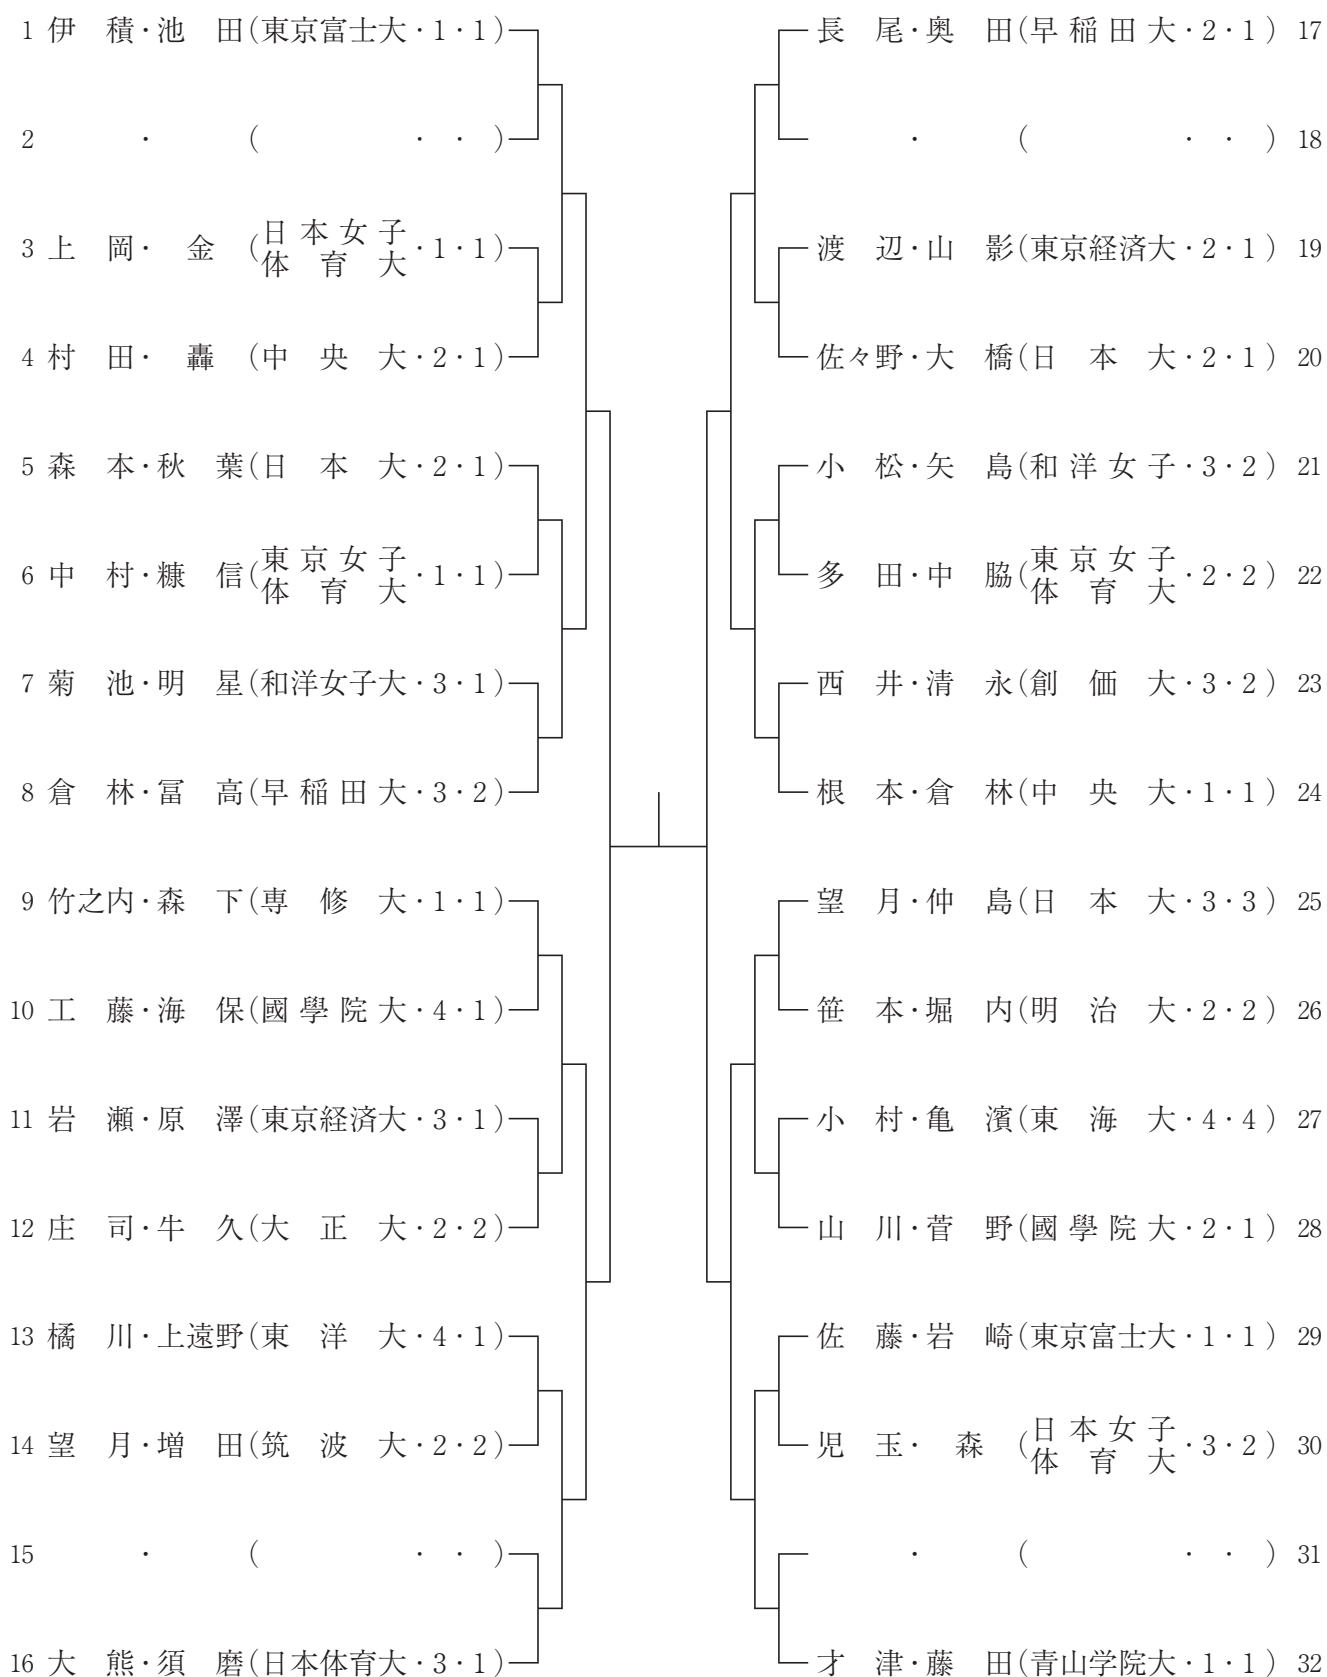 1 伊積・池田(東京富士大・1・1)
2 ・ ( ・ ・ )
3 上岡・金(日本女子体育大・1・1)
4 村田・轟(中央大・2・1)
5 森本・秋葉(日本大・2・1)
6 中村・糠信(東京女子体育大・1・1)
7 菊池・明星(和洋女子大・3・1)
8 倉林・冨高(早稲田大・3・2)
9 竹之内・森下(専修大・1・1)
10 工藤・海保(國學院大・4・1)
11 岩瀬・原澤(東京経済大・3・1)
12 庄司・牛久(大正大・2・2)
13 橘川・上遠野(東洋大・4・1)
14 望月・増田(筑波大・2・2)
15 ・ ( ・ ・ )
16 大熊・須磨(日本体育大・3・1)
長尾・奥田(早稲田大・2・1) 17
・ ( ・ ・ ) 18
渡辺・山影(東京経済大・2・1) 19
佐々野・大橋(日本大・2・1) 20
小松・矢島(和洋女子・3・2) 21
多田・中脇(東京女子体育大・2・2) 22
西井・清永(創価大・3・2) 23
根本・倉林(中央大・1・1) 24
望月・仲島(日本大・3・3) 25
笹本・堀内(明治大・2・2) 26
小村・亀濱(東海大・4・4) 27
山川・菅野(國學院大・2・1) 28
佐藤・岩崎(東京富士大・1・1) 29
児玉・森(日本女子体育大・3・2) 30
・ ( ・ ・ ) 31
才津・藤田(青山学院大・1・1) 32